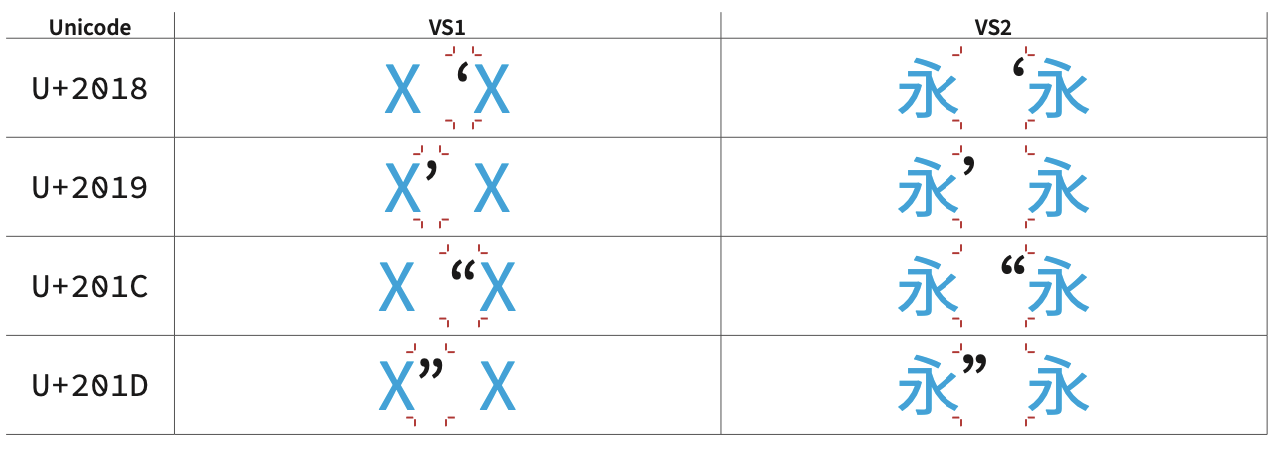 Unicode VS1 VS2
U+2018 X ‘X 永 ‘永
U+2019 X’ X 永’ 永
U+201C X “X 永 “永
U+201D X” X 永” 永